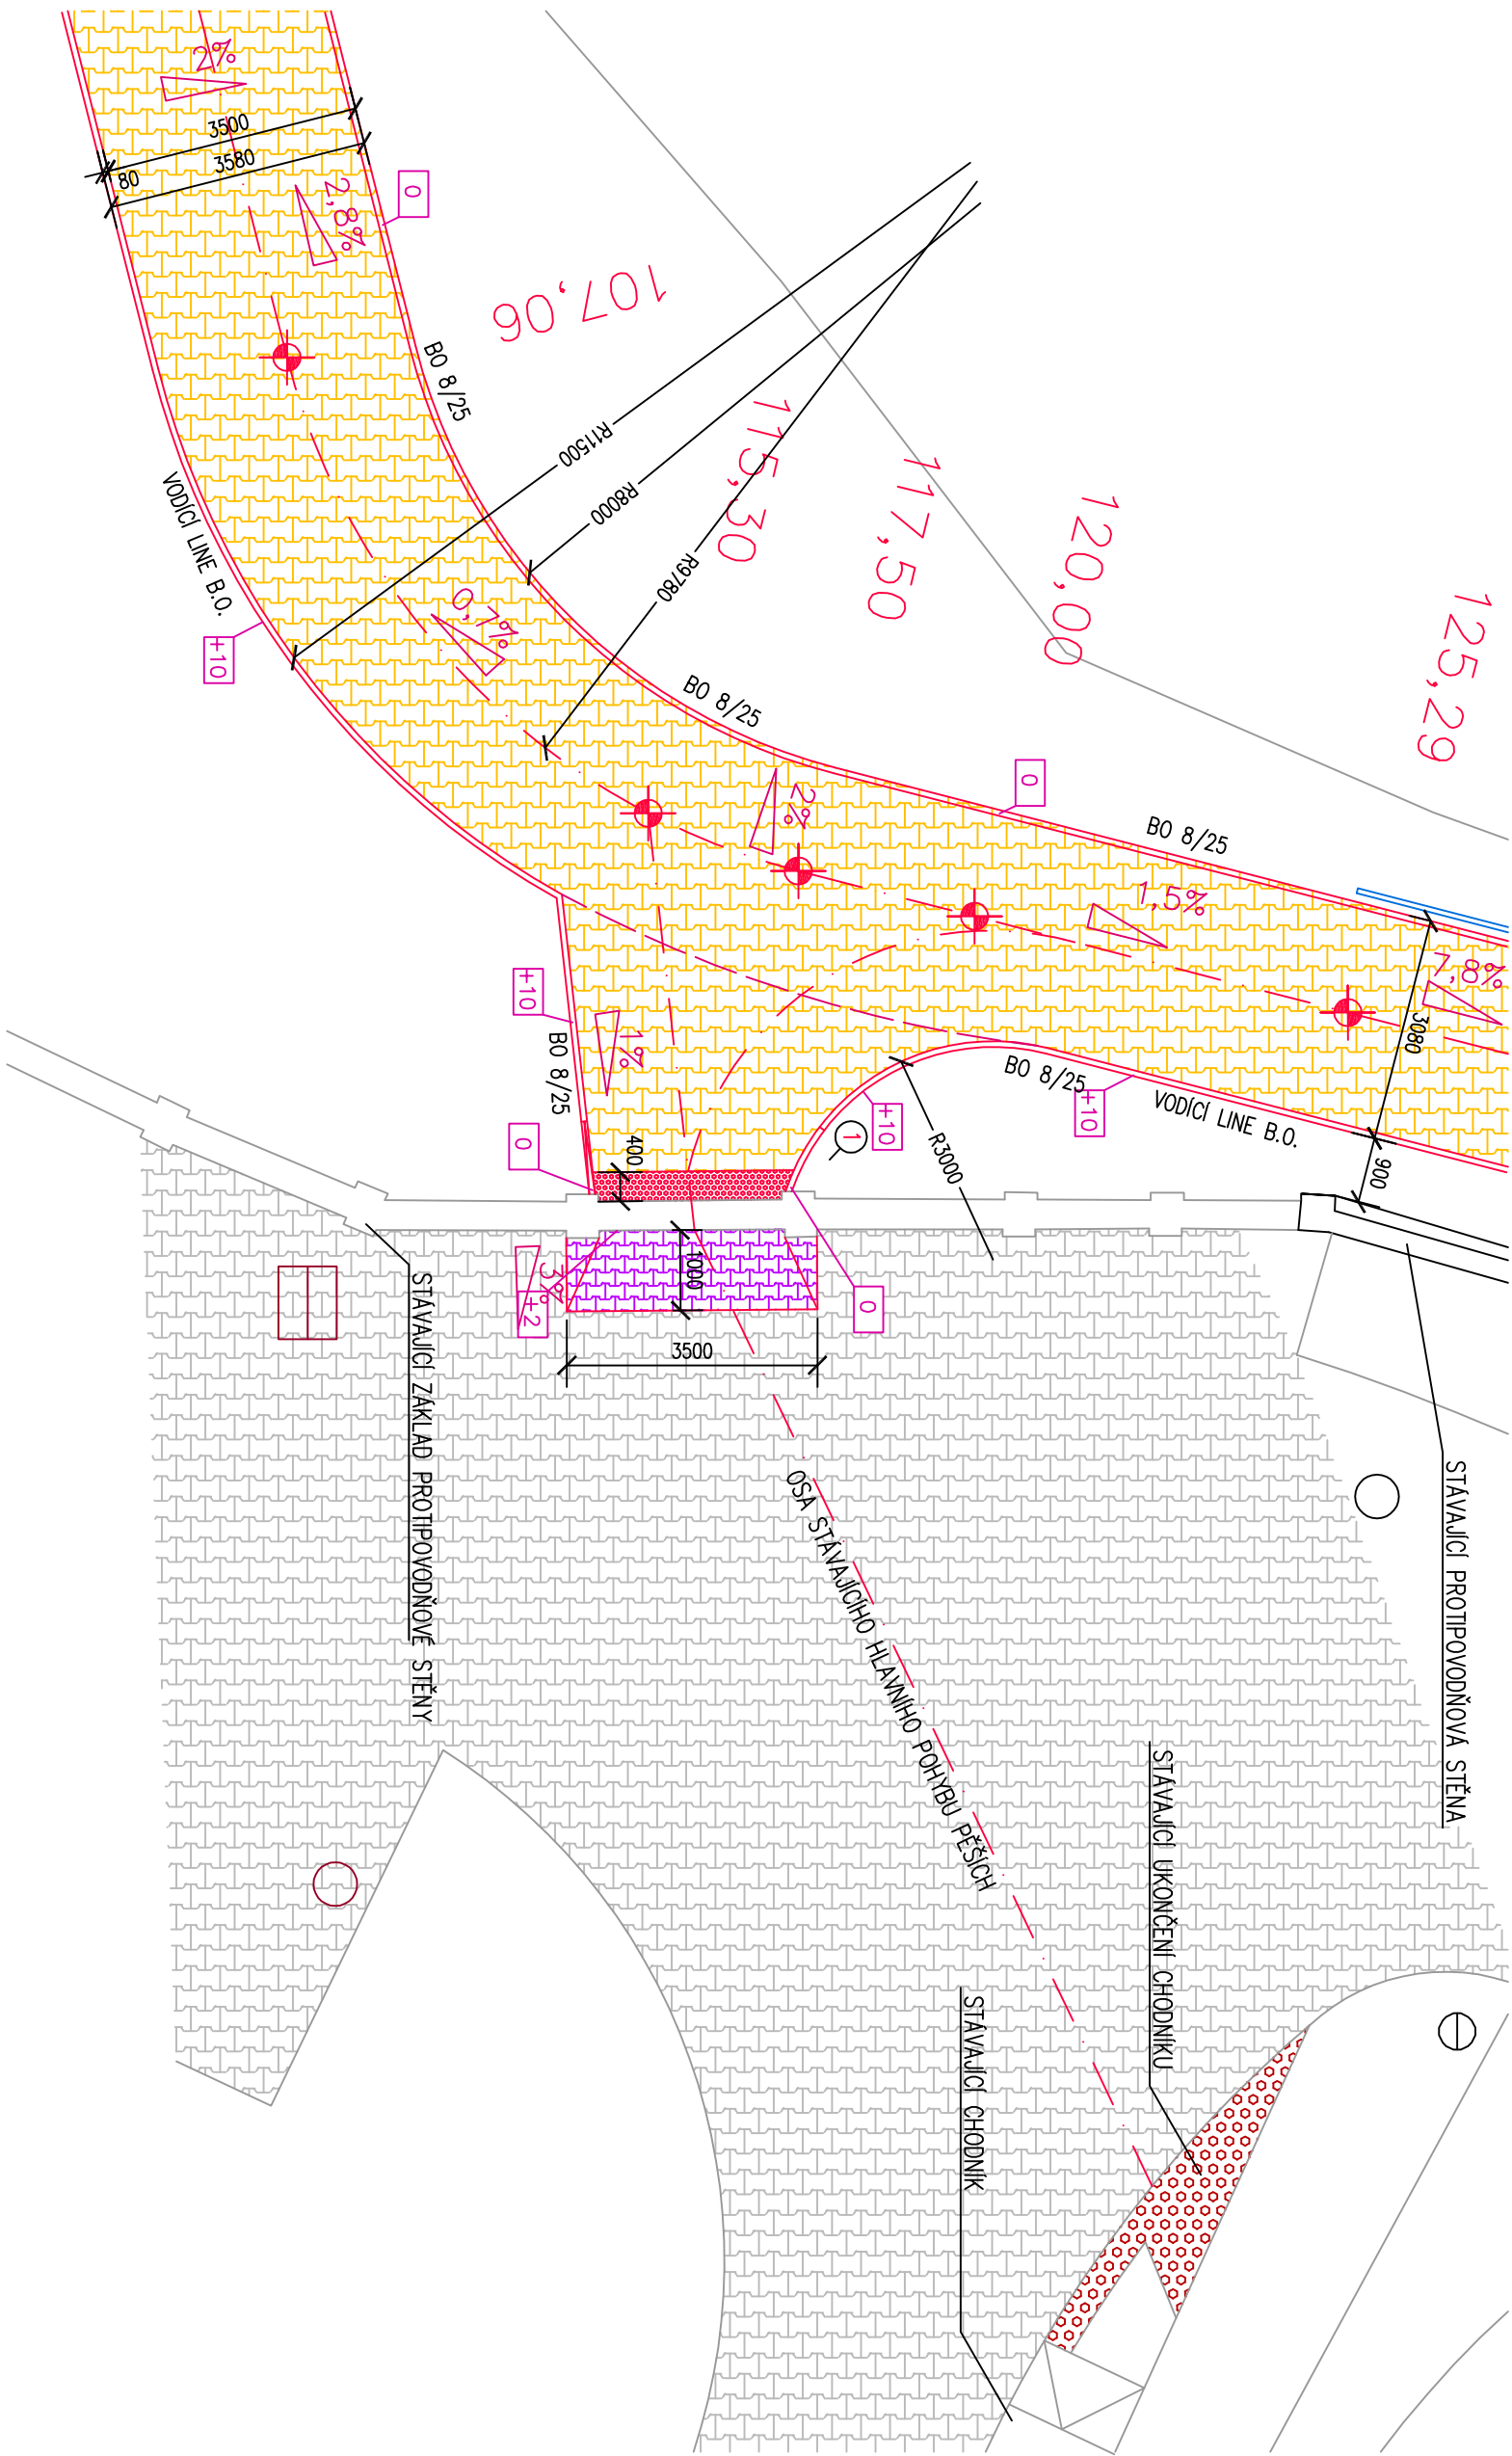 2%
3500
3580
80
2,8%
0
107,06
BO 8/25
VODÍCÍ LINE B.O.
+10
R11500
R8000
R9780
115,30
117,50
120,00
125,29
0,7%
BO 8/25
2%
0
BO 8/25
1,5%
7,8%
3080
900
+10
BO 8/25
1%
0
400
BO 8/25
+10
VODÍCÍ LINE B.O.
+10
1
R3000
1000
3%
+2
0
3500
STÁVAJÍCÍ ZÁKLAD PROTIPOVODŇOVÉ STĚNY
OSA STÁVAJÍCÍHO HLAVNÍHO POHYBU PĚŠÍCH
STÁVAJÍCÍ PROTIPOVODŇOVÁ STĚNA
STÁVAJÍCÍ UKONČENÍ CHODNÍKU
STÁVAJÍCÍ CHODNÍK